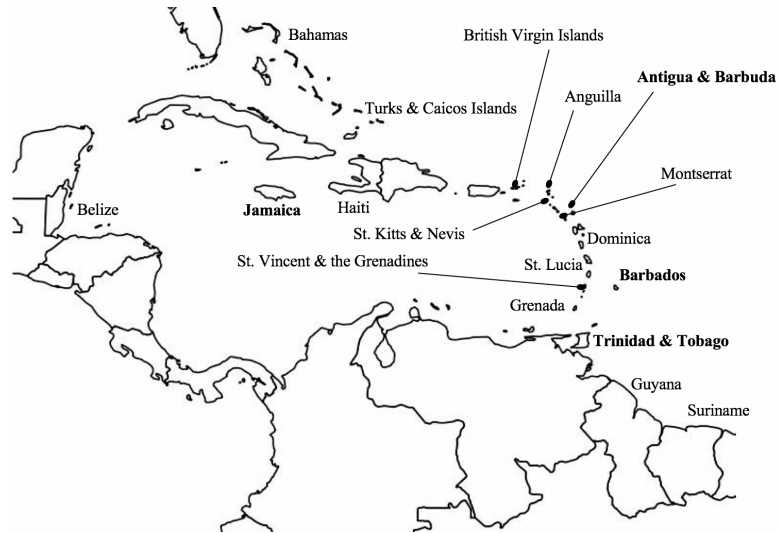 Bahamas
British Virgin Islands
Antigua & Barbuda
Anguilla
Turks & Caicos Islands
Montserrat
Belize
Jamaica
Haiti
St. Kitts & Nevis
Dominica
St. Vincent & the Grenadines
St. Lucia
Barbados
Grenada
Trinidad & Tobago
Guyana
Suriname